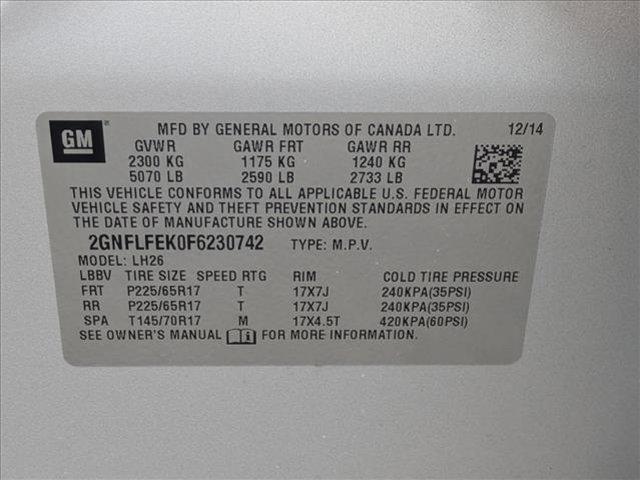 GM ® MFD BY GENERAL MOTORS OF CANADA LTD. 12/14
GVWR GAWR FRT GAWR RR
2300 KG 1175 KG 1240 KG
5070 LB 2590 LB 2733 LB
THIS VEHICLE CONFORMS TO ALL APPLICABLE U.S. FEDERAL MOTOR
VEHICLE SAFETY AND THEFT PREVENTION STANDARDS IN EFFECT ON
THE DATE OF MANUFACTURE SHOWN ABOVE.
2GNFLFEK0F6230742 TYPE: M.P.V.
MODEL: LH26
LBBV TIRE SIZE SPEED RTG RIM COLD TIRE PRESSURE
FRT P225/65R17 T 17X7J 240KPA(35PSI)
RR P225/65R17 T 17X7J 240KPA(35PSI)
SPA T145/70R17 M 17X4.5T 420KPA(60PSI)
SEE OWNER'S MANUAL FOR MORE INFORMATION.